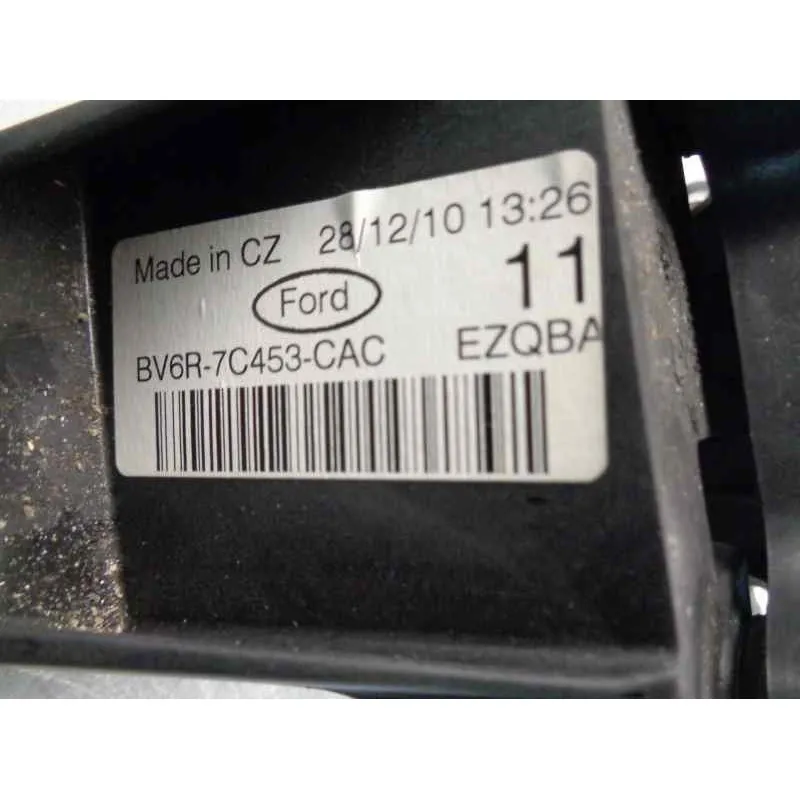 Made in CZ 28/12/10 13:26
Ford 11
BV6R-7C453-CAC EZQBA